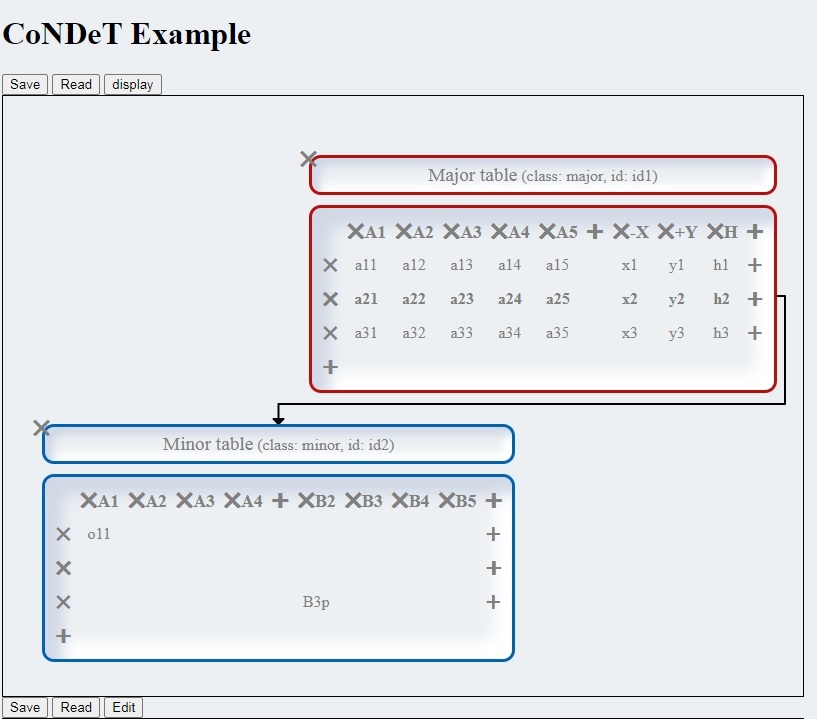 CoNDeT Example
Save Read display
Major table (class: major, id: id1)
A1 A2 A3 A4 A5 + -X +Y H +
a11 a12 a13 a14 a15 x1 y1 h1 +
a21 a22 a23 a24 a25 x2 y2 h2 +
a31 a32 a33 a34 a35 x3 y3 h3 +
+
Minor table (class: minor, id: id2)
A1 A2 A3 A4 + B2 B3 B4 B5 +
o11 +
+
B3p +
+
Save Read Edit